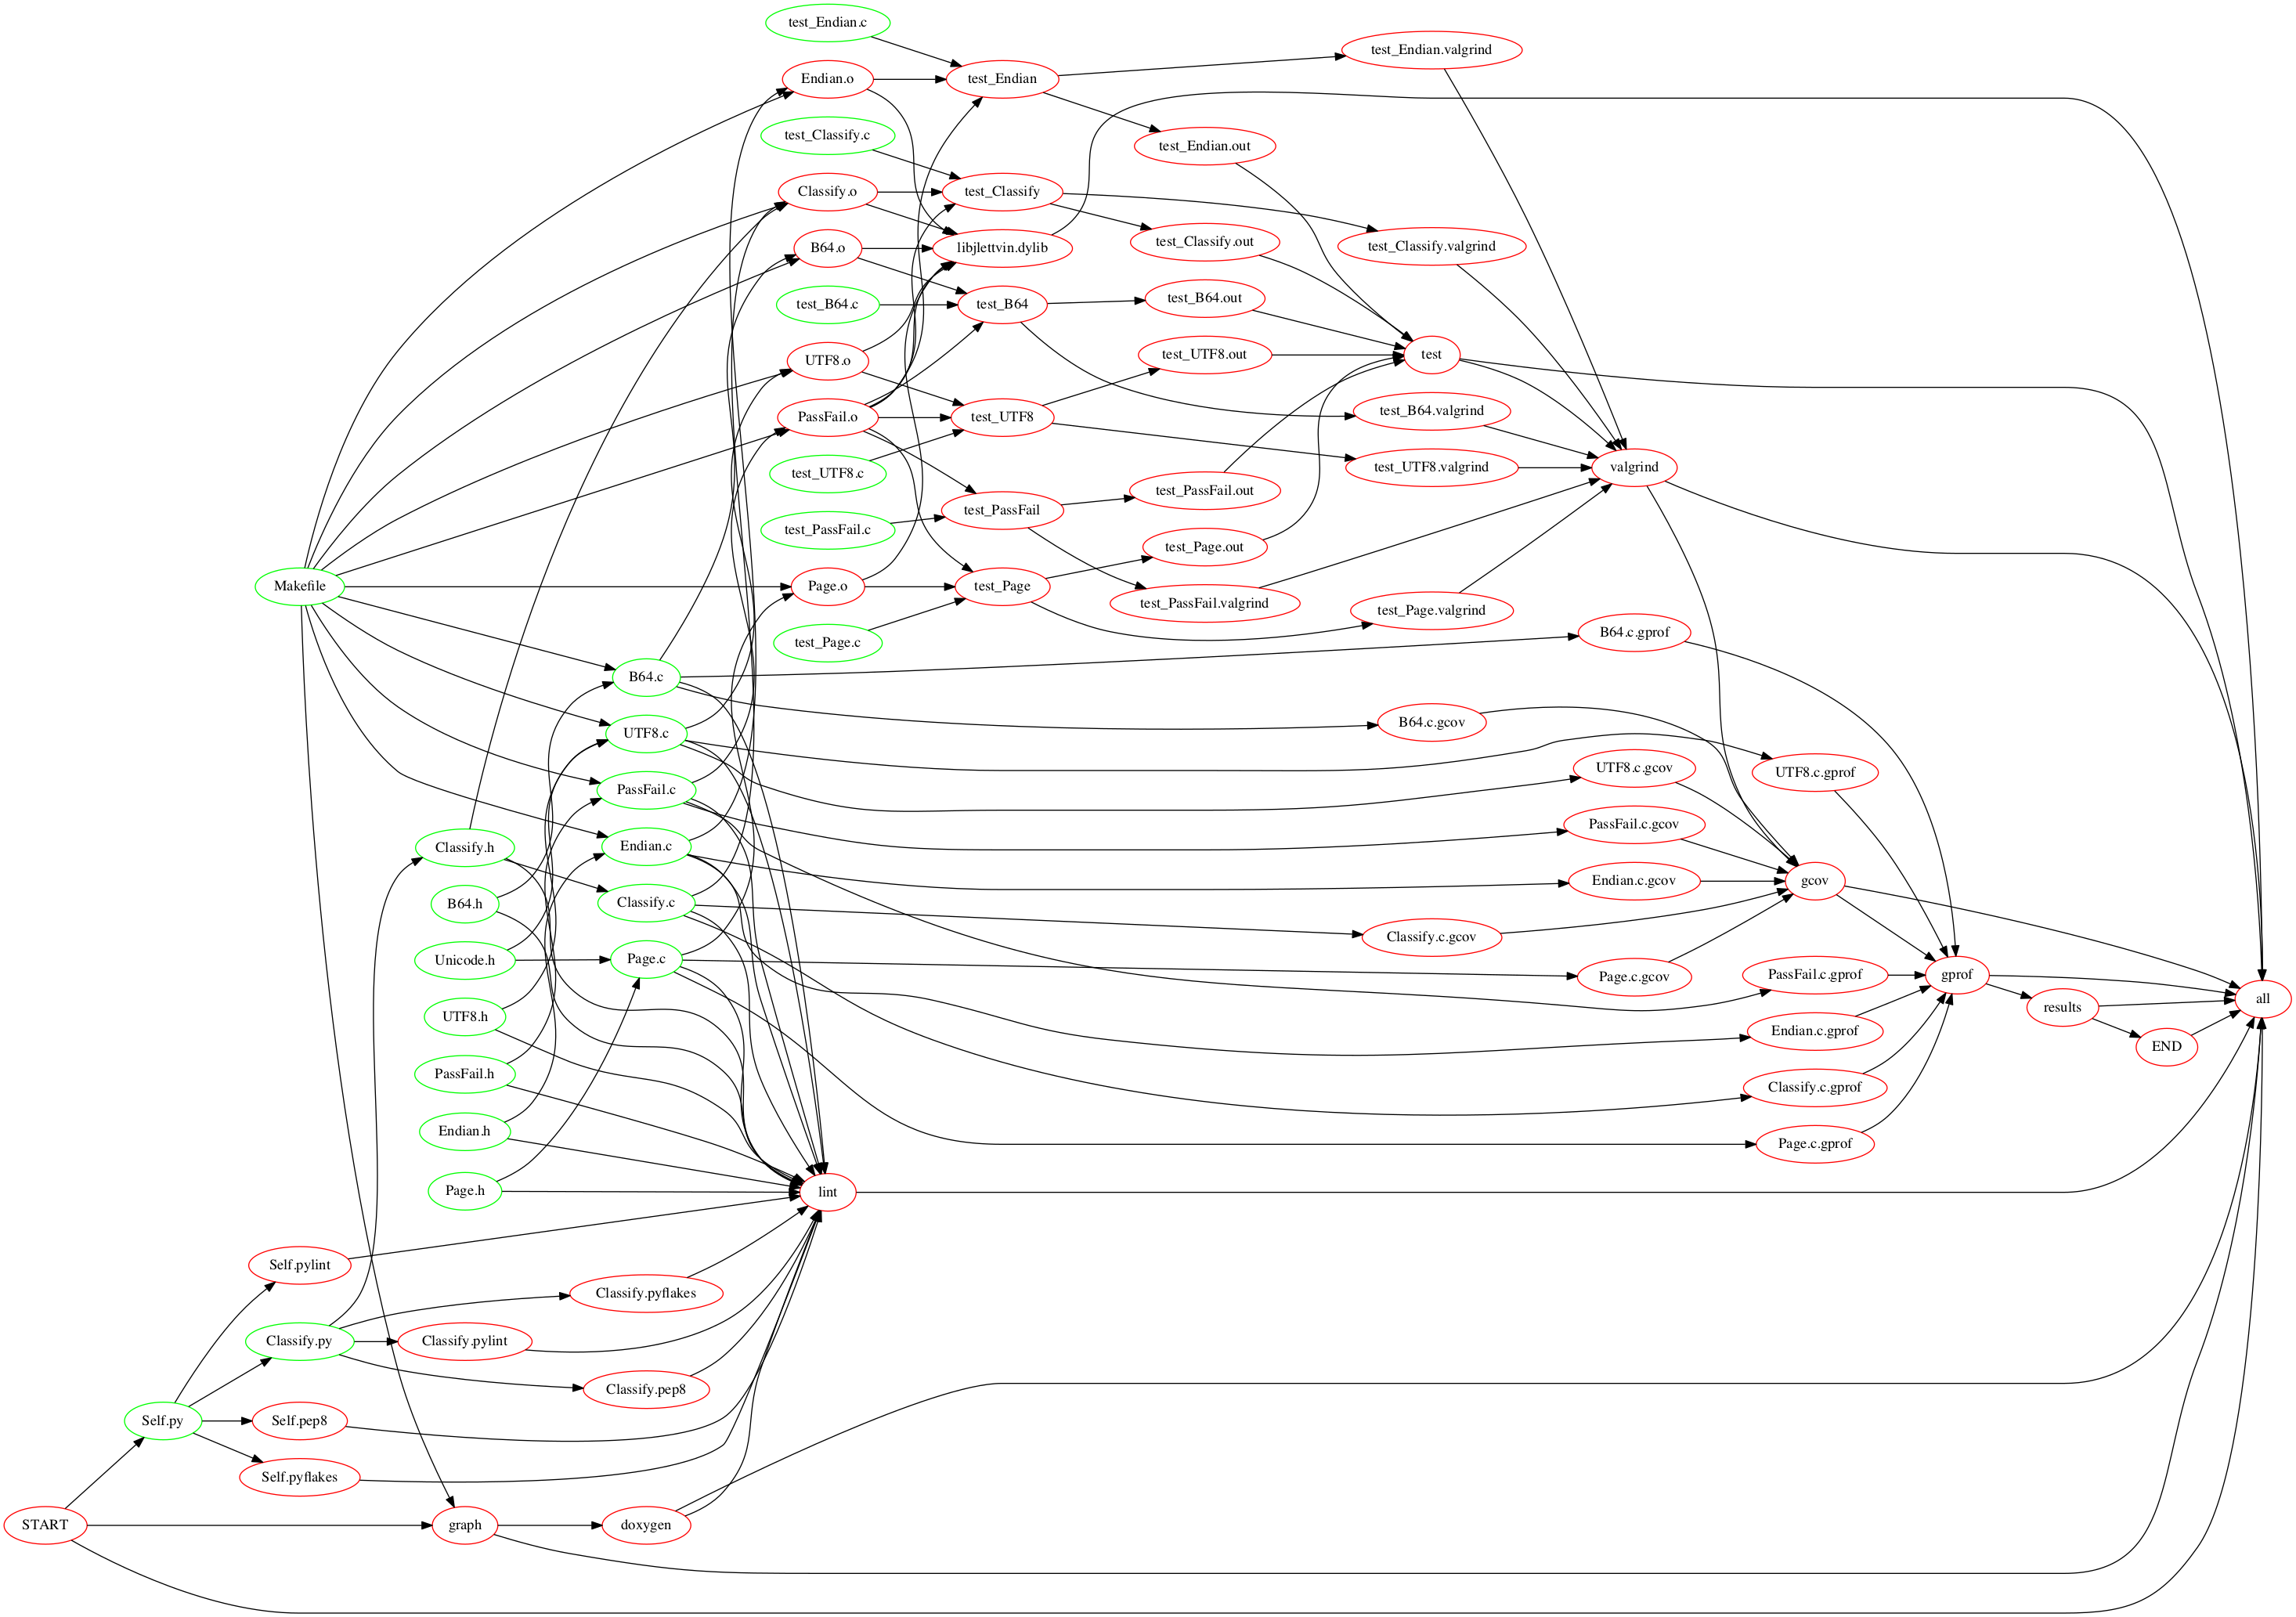 test_Endian.c
test_Endian.valgrind
Endian.o
test_Endian
test_Classify.c
test_Endian.out
Classify.o
test_Classify
test_Classify.out
test_Classify.valgrind
B64.o
libjlettvin.dylib
test_B64.c
test_B64
test_B64.out
UTF8.o
test_UTF8.out
test
PassFail.o
test_UTF8
test_B64.valgrind
test_UTF8.c
test_UTF8.valgrind
valgrind
test_PassFail.c
test_PassFail
test_PassFail.out
test_Page.out
Makefile
Page.o
test_Page
test_PassFail.valgrind
test_Page.valgrind
test_Page.c
B64.c.gprof
B64.c
B64.c.gcov
UTF8.c
UTF8.c.gcov
UTF8.c.gprof
PassFail.c
PassFail.c.gcov
Classify.h
Endian.c
Endian.c.gcov
gcov
B64.h
Classify.c
Classify.c.gcov
Unicode.h
Page.c
Page.c.gcov
PassFail.c.gprof
gprof
all
results
UTF8.h
Endian.c.gprof
END
PassFail.h
Classify.c.gprof
Endian.h
Page.c.gprof
Page.h
lint
Self.pylint
Classify.pyflakes
Classify.py
Classify.pylint
Classify.pep8
Self.py
Self.pep8
Self.pyflakes
START
graph
doxygen